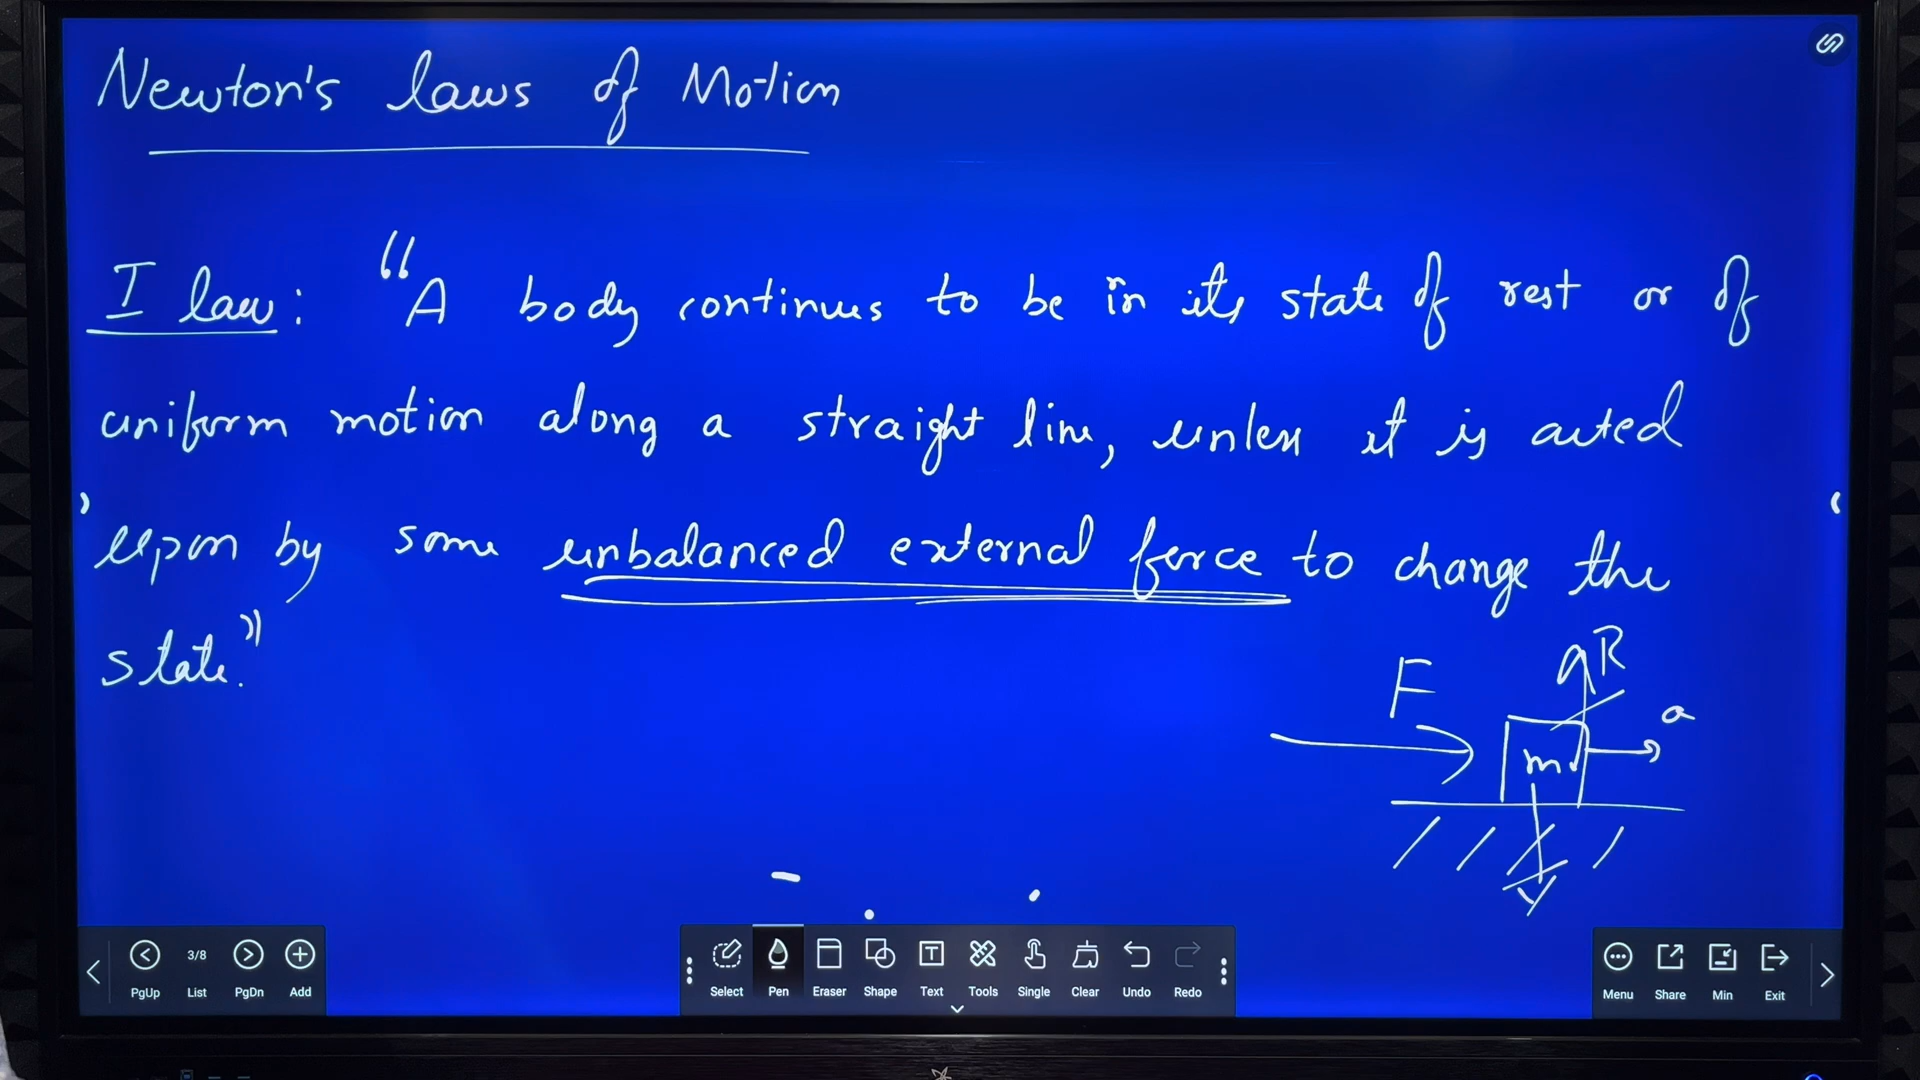 Newton's laws of Motion
I law: "A body continues to be in its state of rest or of
uniform motion along a straight line, unless it is acted
upon by some unbalanced external force to change the
state."
F
R
a
m
3/8
PgUp List PgDn Add
Select Pen Eraser Shape Text Tools Single Clear Undo Redo
Menu Share Min Exit